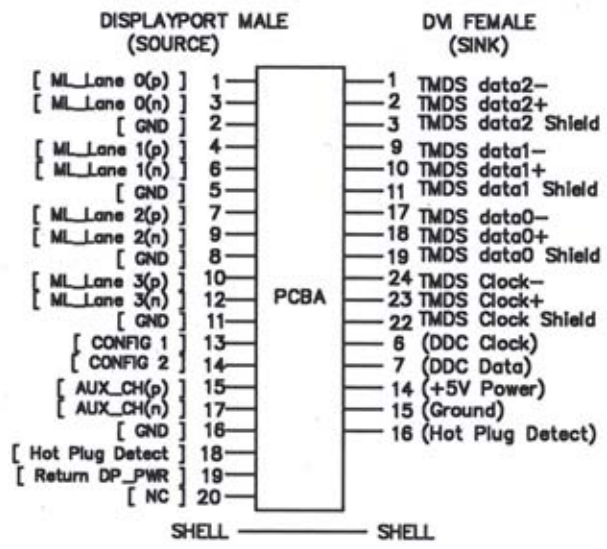 DISPLAYPORT MALE
(SOURCE)
[ ML_Lane 0(p) ] 1
[ ML_Lane 0(n) ] 3
[ GND ] 2
[ ML_Lane 1(p) ] 4
[ ML_Lane 1(n) ] 6
[ GND ] 5
[ ML_Lane 2(p) ] 7
[ ML_Lane 2(n) ] 9
[ GND ] 8
[ ML_Lane 3(p) ] 10
[ ML_Lane 3(n) ] 12
[ GND ] 11
[ CONFIG 1 ] 13
[ CONFIG 2 ] 14
[ AUX_CH(p) ] 15
[ AUX_CH(n) ] 17
[ GND ] 16
[ Hot Plug Detect ] 18
[ Return DP_PWR ] 19
[ NC ] 20
PCBA
DVI FEMALE
(SINK)
1 TMDS data2-
2 TMDS data2+
3 TMDS data2 Shield
9 TMDS data1-
10 TMDS data1+
11 TMDS data1 Shield
17 TMDS data0-
18 TMDS data0+
19 TMDS data0 Shield
24 TMDS Clock-
23 TMDS Clock+
22 TMDS Clock Shield
6 (DDC Clock)
7 (DDC Data)
14 (+5V Power)
15 (Ground)
16 (Hot Plug Detect)
SHELL SHELL